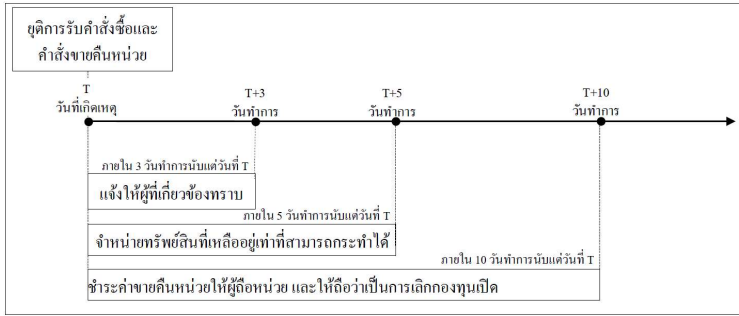 ยุติการรับคำสั่งซื้อและ
คำสั่งขายคืนหน่วย
T
วันที่เกิดเหตุ
T+3
วันทำการ
T+5
วันทำการ
T+10
วันทำการ
ภายใน 3 วันทำการนับแต่วันที่ T
แจ้งให้ผู้ที่เกี่ยวข้องทราบ
ภายใน 5 วันทำการนับแต่วันที่ T
จำหน่ายทรัพย์สินที่เหลืออยู่เท่าที่สามารถกระทำได้
ภายใน 10 วันทำการนับแต่วันที่ T
ชำระค่าขายคืนหน่วยให้ผู้ถือหน่วย และให้ถือว่าเป็นการเลิกกองทุนเปิด